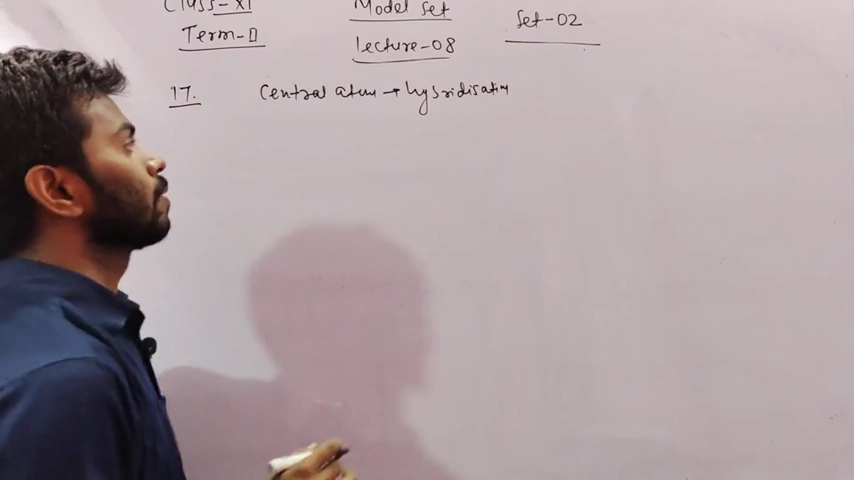 Class-XI
Model Set
Set-02
Term-II
Lecture-08
17. Central atom → hybridisation